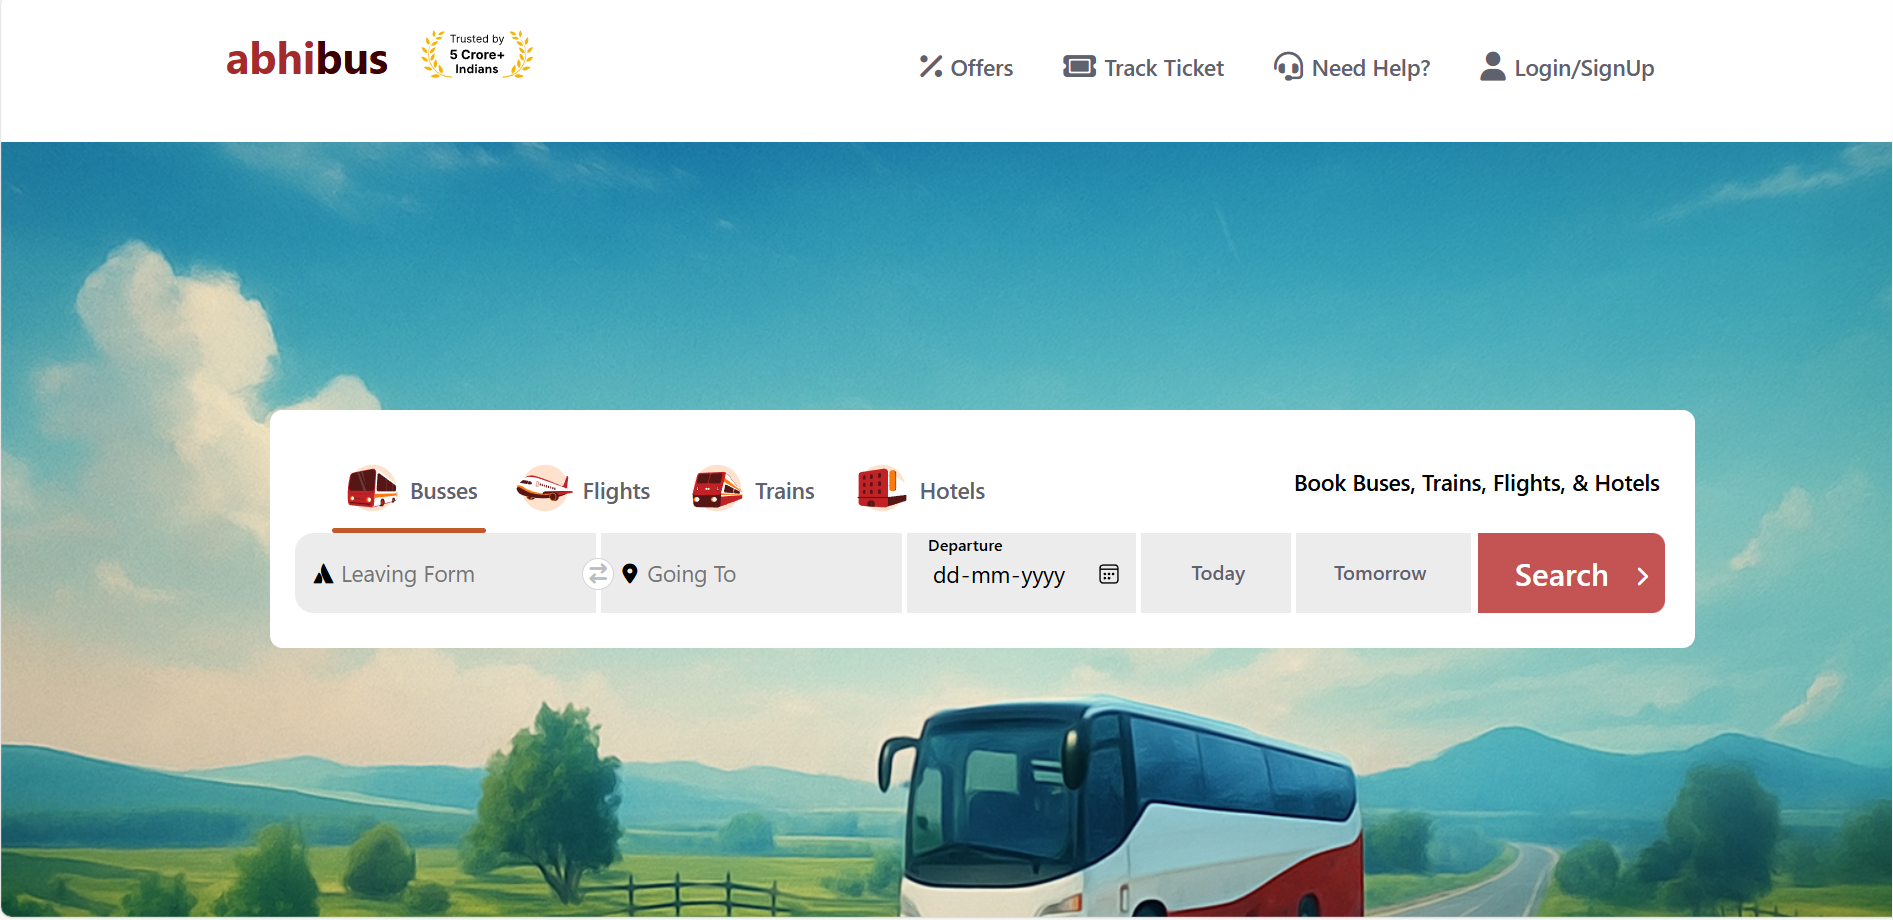 abhibus
Trusted by
5 Crore+
Indians
Offers
Track Ticket
Need Help?
Login/SignUp
Busses
Flights
Trains
Hotels
Book Buses, Trains, Flights, & Hotels
Leaving Form
Going To
Departure
dd-mm-yyyy
Today
Tomorrow
Search